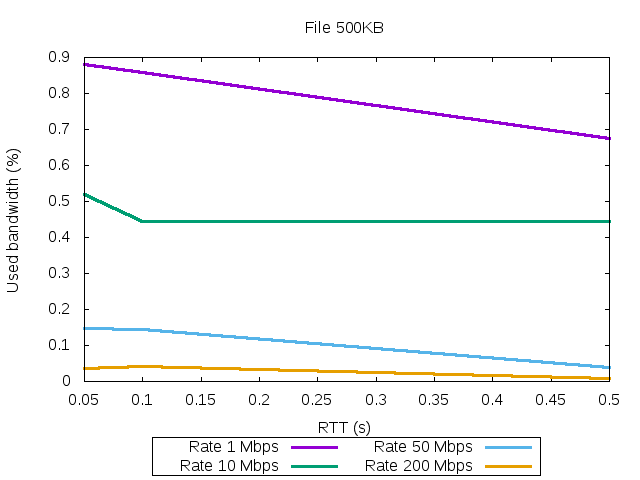 File 500KB
0.9
0.8
0.7
0.6
0.5
0.4
0.3
0.2
0.1
0
Used bandwidth (%)
0.05 0.1 0.15 0.2 0.25 0.3 0.35 0.4 0.45 0.5
RTT (s)
Rate 1 Mbps Rate 50 Mbps
Rate 10 Mbps Rate 200 Mbps